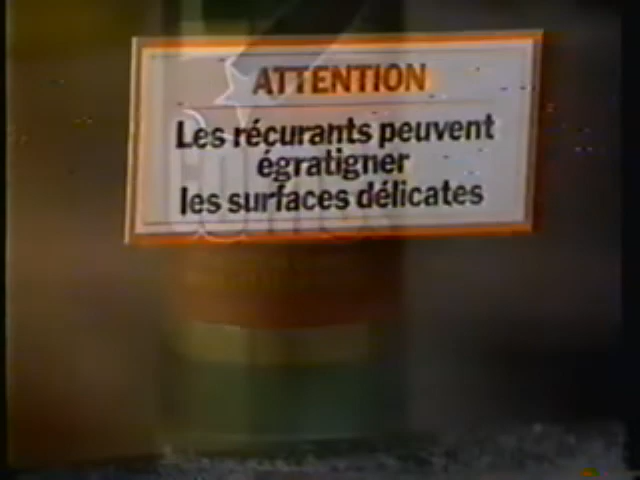 ATTENTION
Les récurants peuvent
égratigner
les surfaces délicates